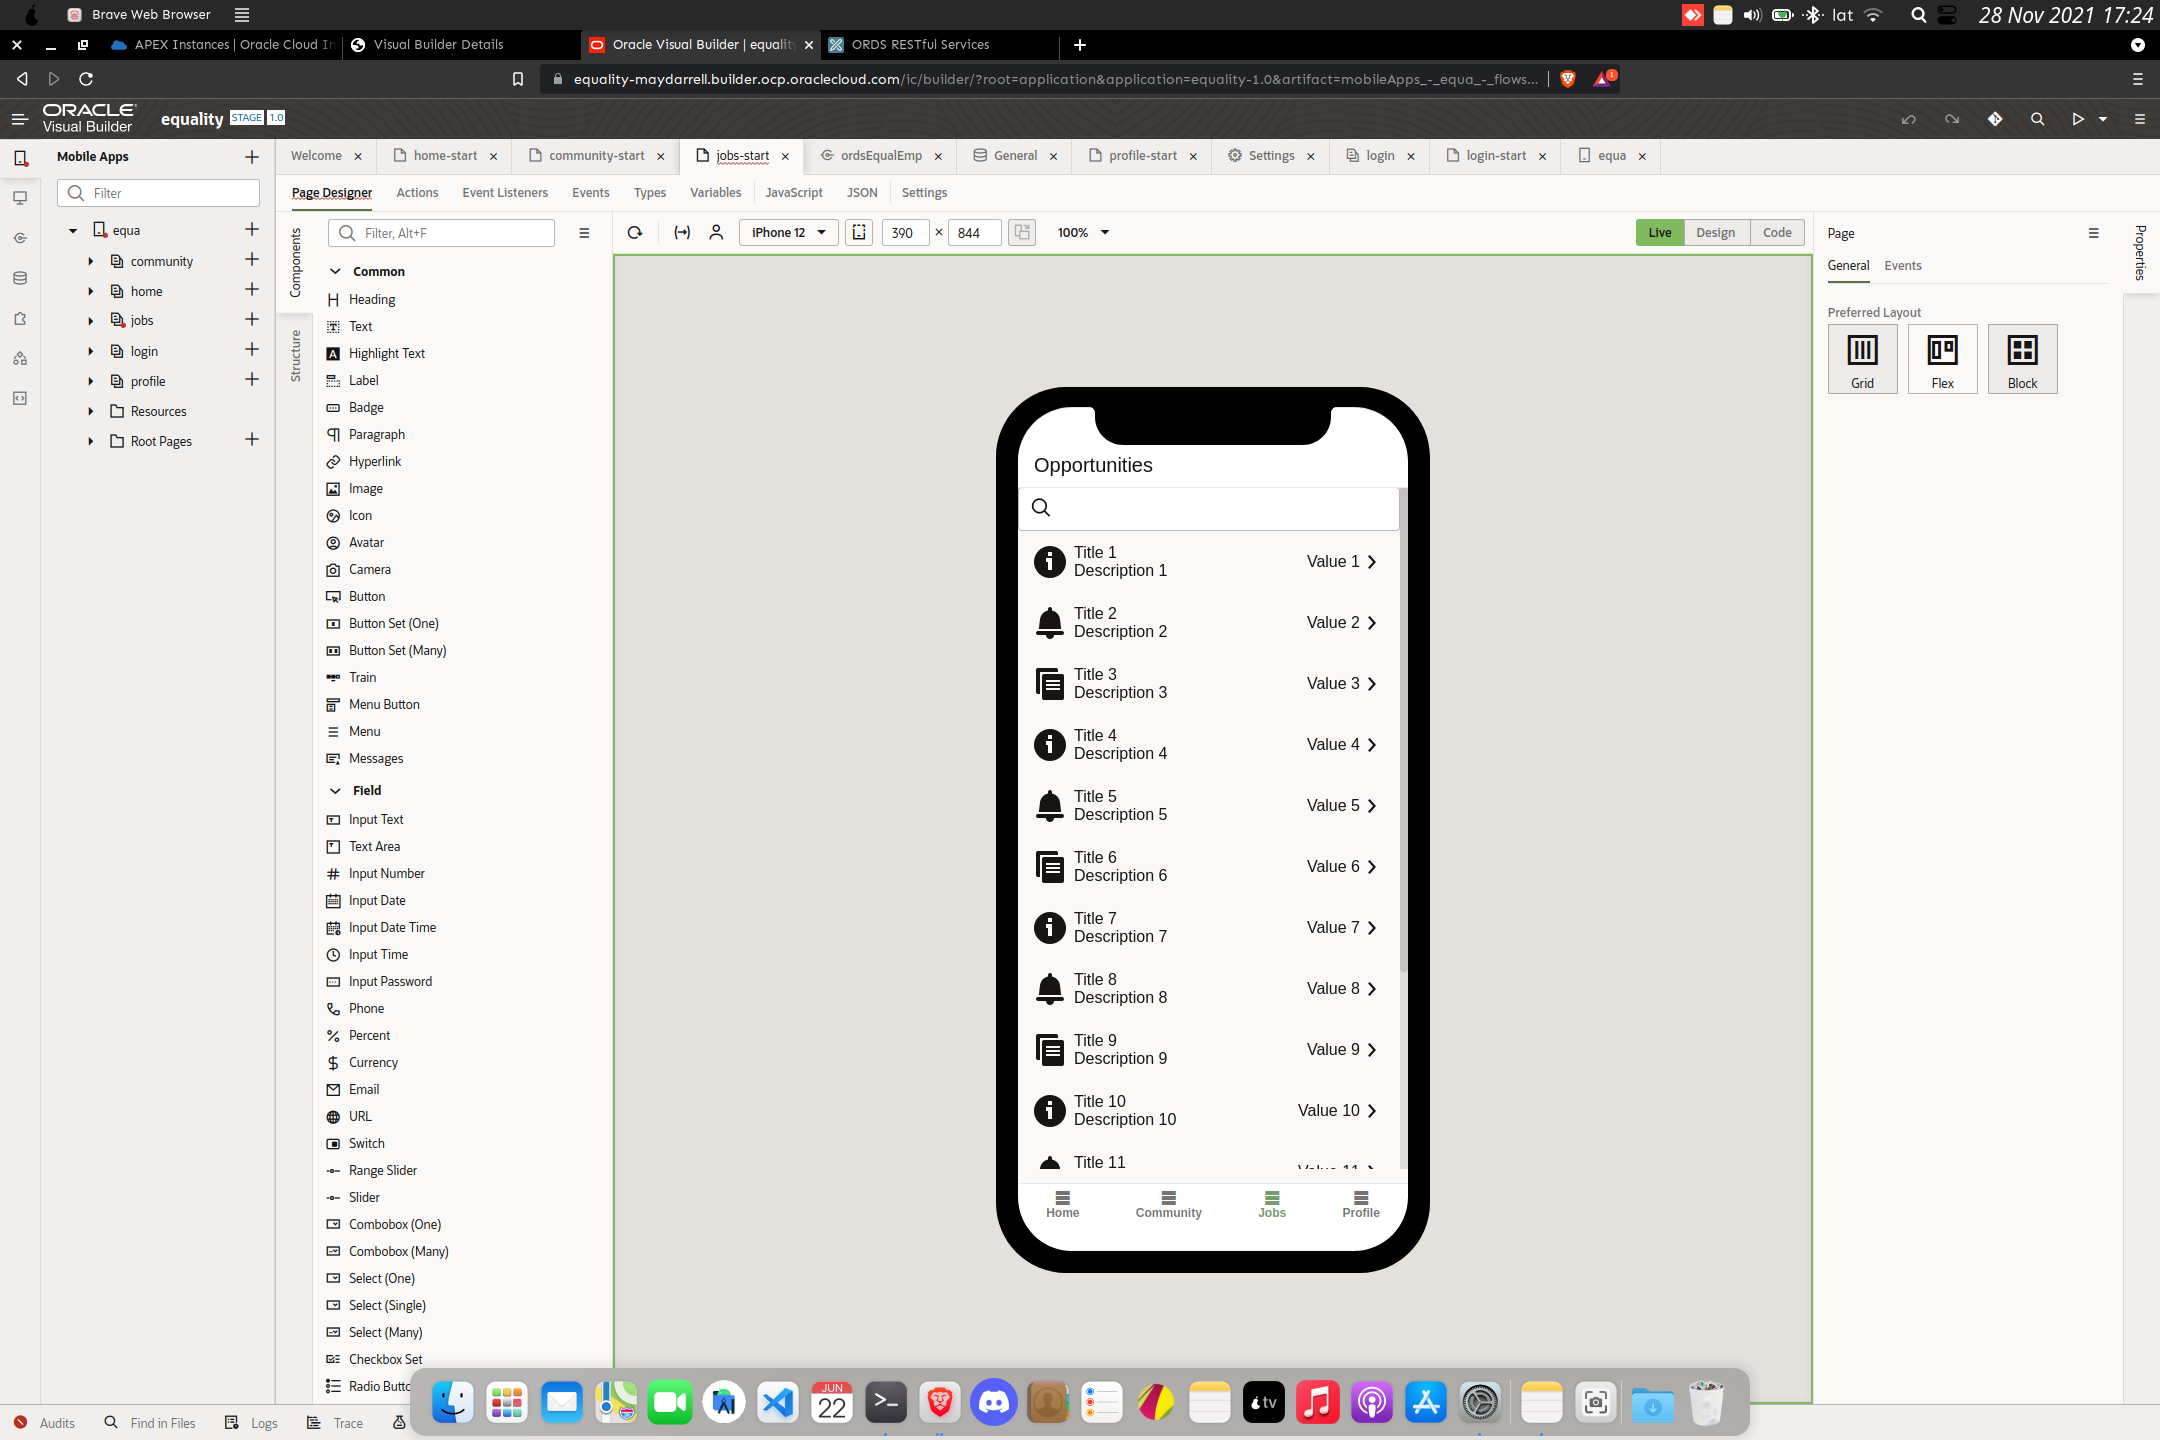 Brave Web Browser
lat
28 Nov 2021 17:24
APEX Instances | Oracle Cloud In
Visual Builder Details
Oracle Visual Builder | equality
ORDS RESTful Services
equality-maydarrell.builder.ocp.oraclecloud.com/ic/builder/?root=application&application=equality-1.0&artifact=mobileApps_-_equa_-_flows...
1
ORACLE
Visual Builder
equality
STAGE
1.0
Mobile Apps
Welcome
home-start
community-start
jobs-start
ordsEqualEmp
General
profile-start
Settings
login
login-start
equa
Filter
Page Designer
Actions
Event Listeners
Events
Types
Variables
JavaScript
JSON
Settings
equa
community
home
jobs
login
profile
Resources
Root Pages
Components
Structure
Filter, Alt+F
Common
Heading
Text
Highlight Text
Label
Badge
Paragraph
Hyperlink
Image
Icon
Avatar
Camera
Button
Button Set (One)
Button Set (Many)
Train
Menu Button
Menu
Messages
Field
Input Text
Text Area
Input Number
Input Date
Input Date Time
Input Time
Input Password
Phone
Percent
Currency
Email
URL
Switch
Range Slider
Slider
Combobox (One)
Combobox (Many)
Select (One)
Select (Single)
Select (Many)
Checkbox Set
Radio Butto
iPhone 12
390 × 844
100%
Live
Design
Code
Opportunities
Title 1
Description 1
Value 1
Title 2
Description 2
Value 2
Title 3
Description 3
Value 3
Title 4
Description 4
Value 4
Title 5
Description 5
Value 5
Title 6
Description 6
Value 6
Title 7
Description 7
Value 7
Title 8
Description 8
Value 8
Title 9
Description 9
Value 9
Title 10
Description 10
Value 10
Title 11
Value 11
Home
Community
Jobs
Profile
Page
General
Events
Preferred Layout
Grid
Flex
Block
Properties
Audits
Find in Files
Logs
Trace
JUN
22
tv